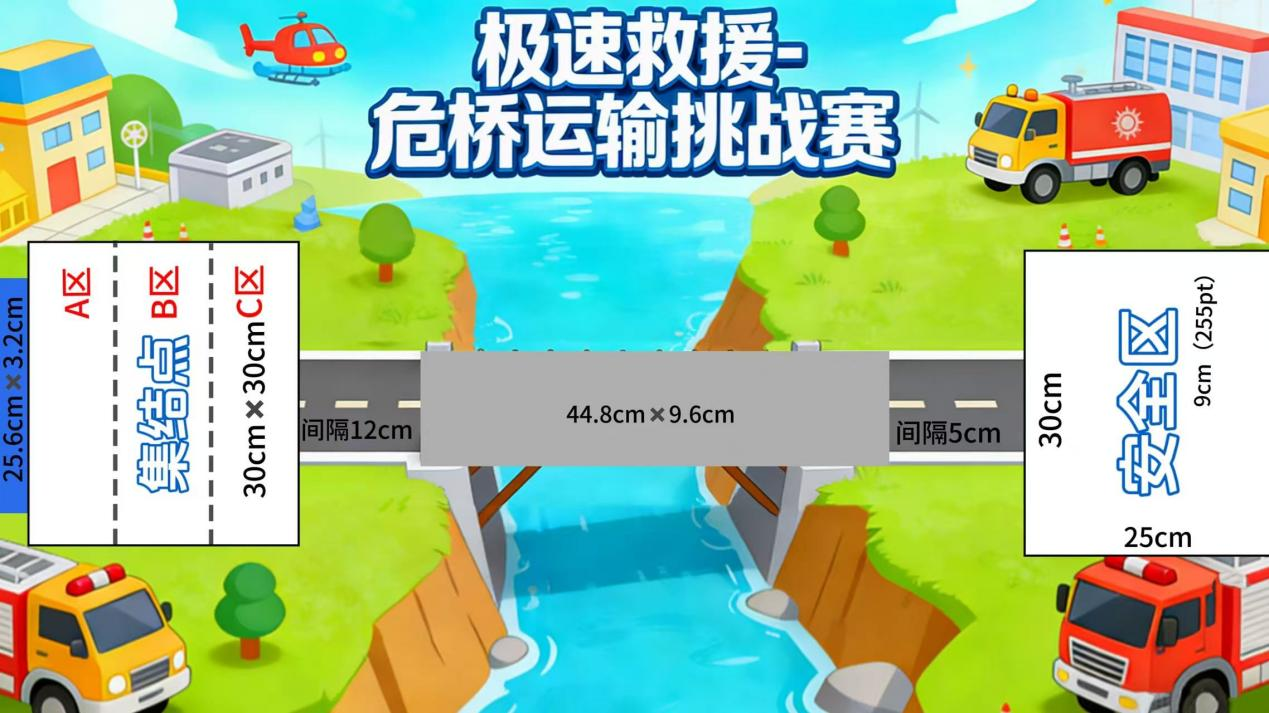 极速救援-
危桥运输挑战赛
25.6cm×3.2cm
A区
B区
C区
集结点
30cm×30cm
间隔12cm
44.8cm×9.6cm
间隔5cm
30cm
安全区
9cm（255pt）
25cm